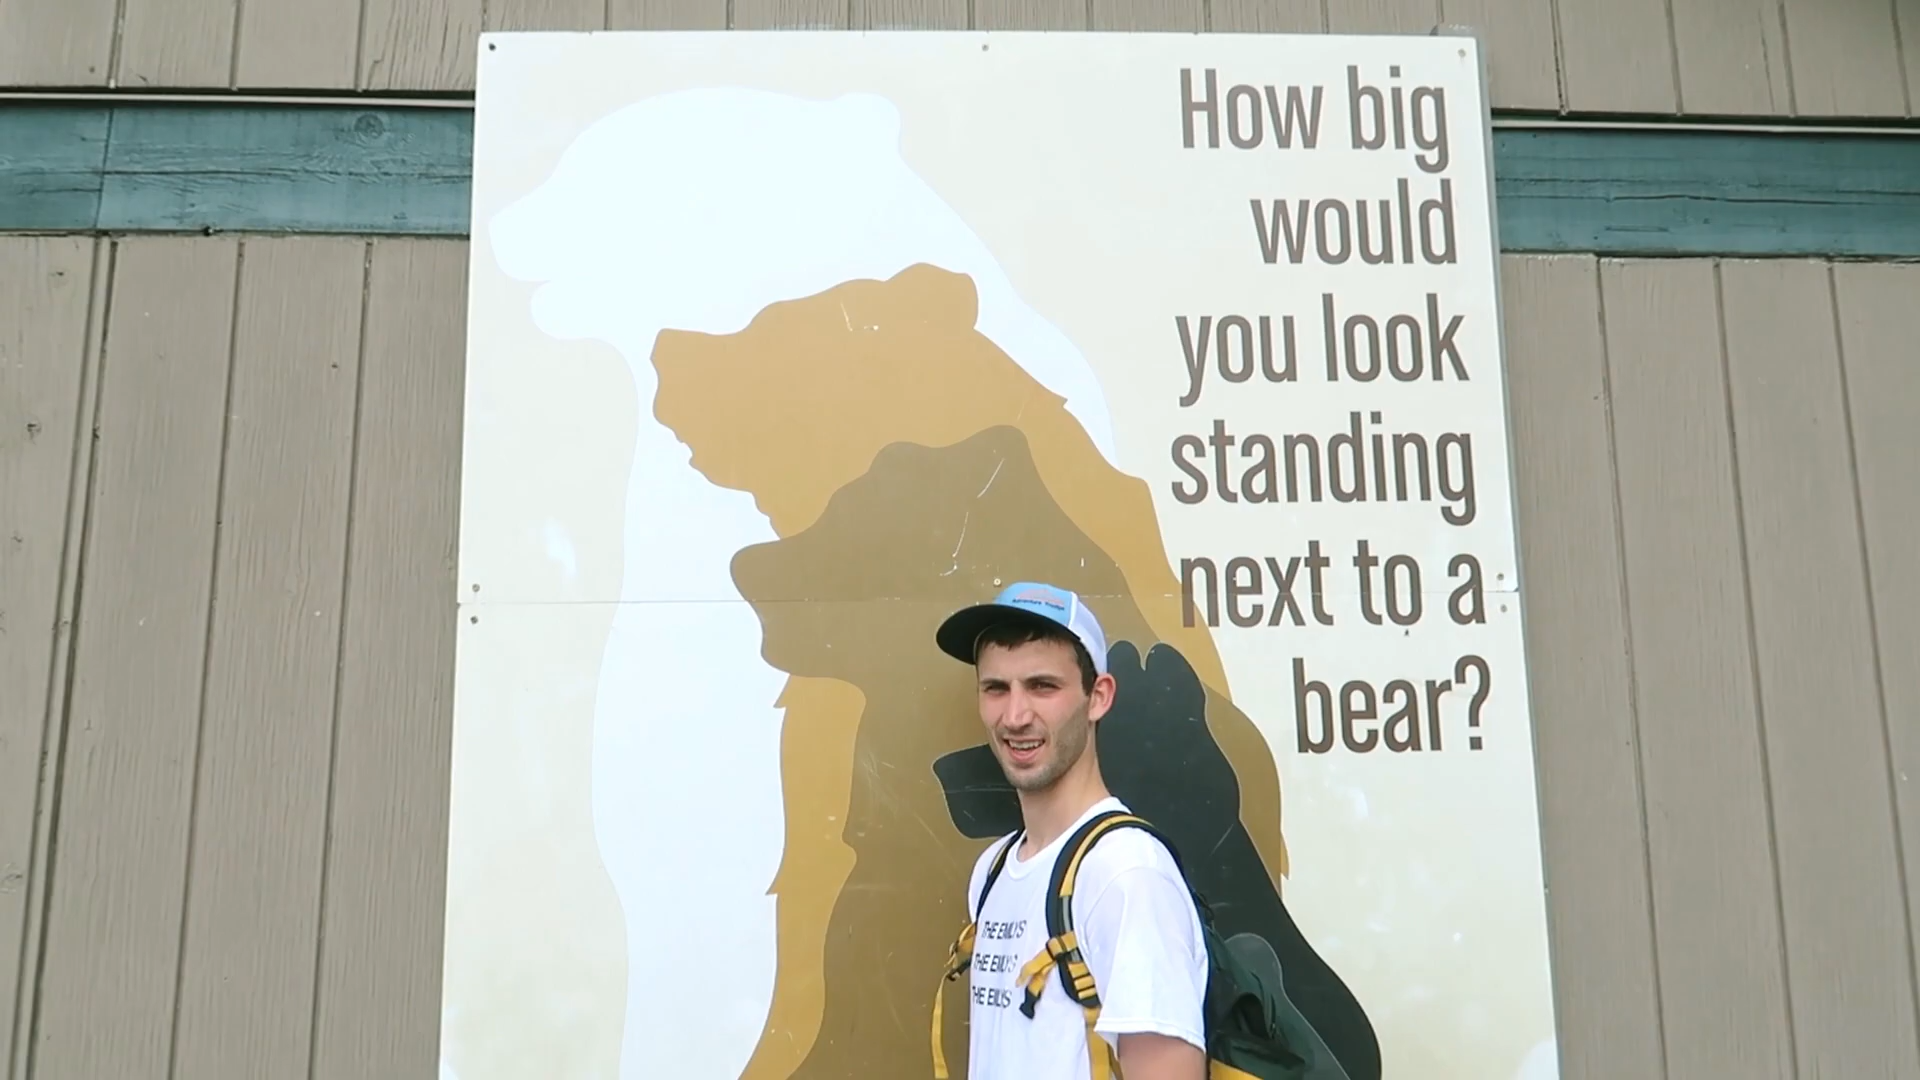 How big
would
you look
standing
next to a
bear?
THE EMILYS
THE EMILYS
THE EMILYS